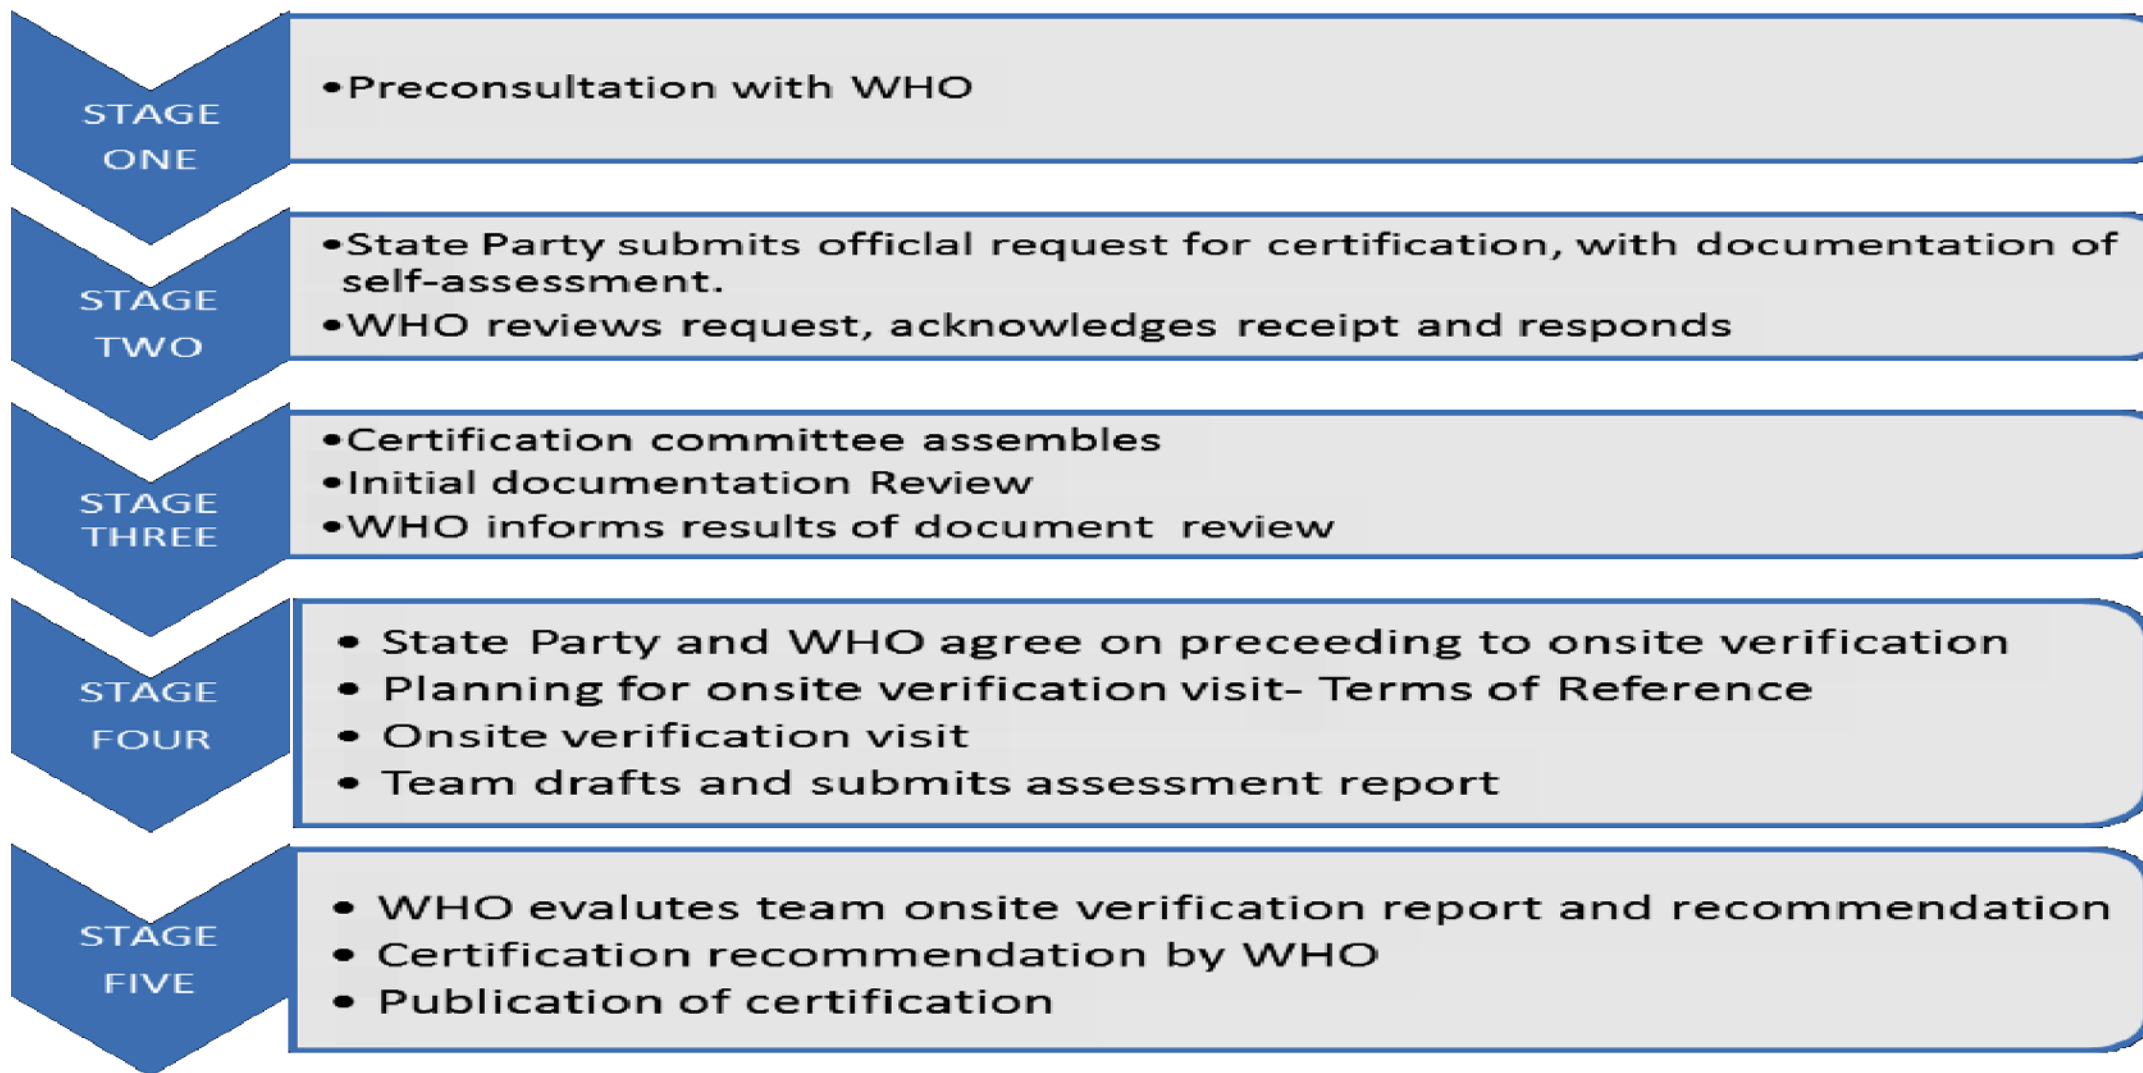 STAGE
ONE
•Preconsultation with WHO
STAGE
TWO
•State Party submits officlal request for certification, with documentation of
self-assessment.
•WHO reviews request, acknowledges receipt and responds
STAGE
THREE
•Certification committee assembles
•Initial documentation Review
•WHO informs results of document review
STAGE
FOUR
• State Party and WHO agree on preceeding to onsite verification
• Planning for onsite verification visit- Terms of Reference
• Onsite verification visit
• Team drafts and submits assessment report
STAGE
FIVE
• WHO evalutes team onsite verification report and recommendation
• Certification recommendation by WHO
• Publication of certification